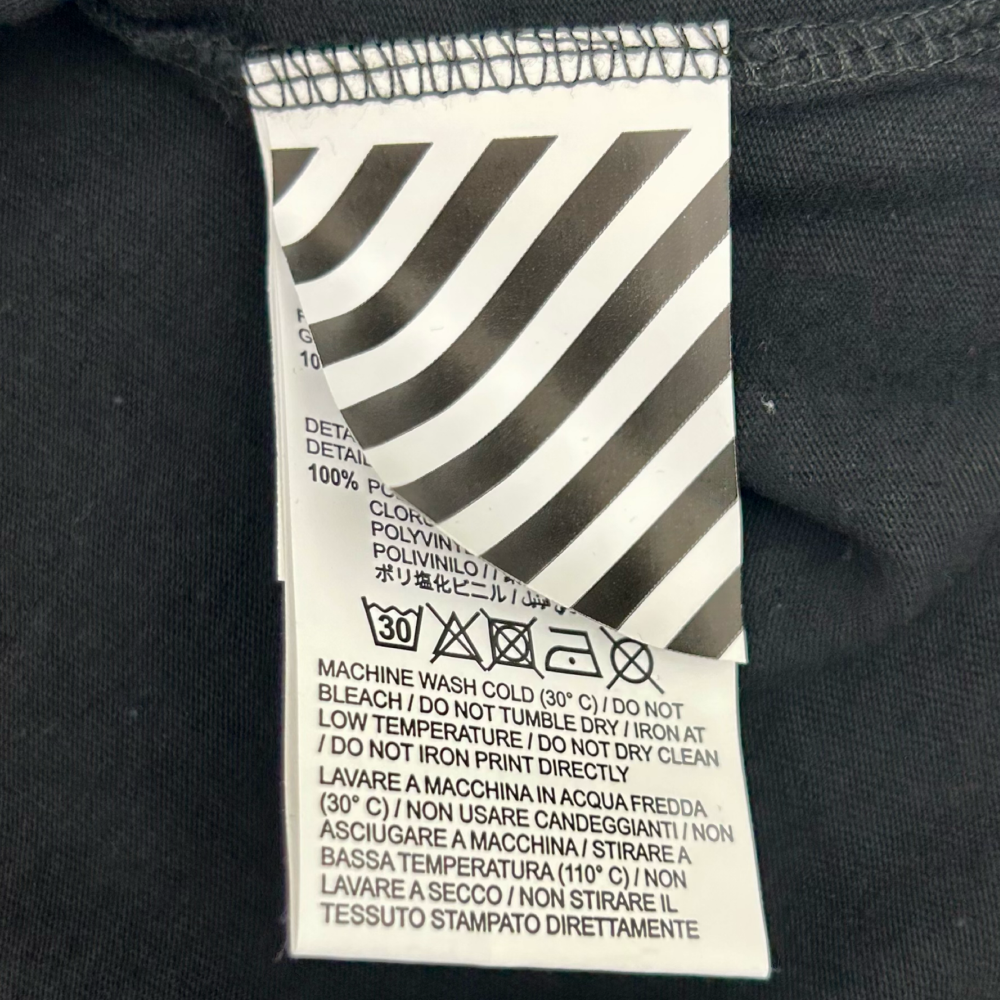 10
DETA
DETAIL
100% PO
CLORU
POLYVINY
POLIVINILO /
ポリ塩化ビニル /
30
MACHINE WASH COLD (30° C) / DO NOT
BLEACH / DO NOT TUMBLE DRY / IRON AT
LOW TEMPERATURE / DO NOT DRY CLEAN
/ DO NOT IRON PRINT DIRECTLY
LAVARE A MACCHINA IN ACQUA FREDDA
(30° C) / NON USARE CANDEGGIANTI / NON
ASCIUGARE A MACCHINA / STIRARE A
BASSA TEMPERATURA (110° C) / NON
LAVARE A SECCO / NON STIRARE IL
TESSUTO STAMPATO DIRETTAMENTE